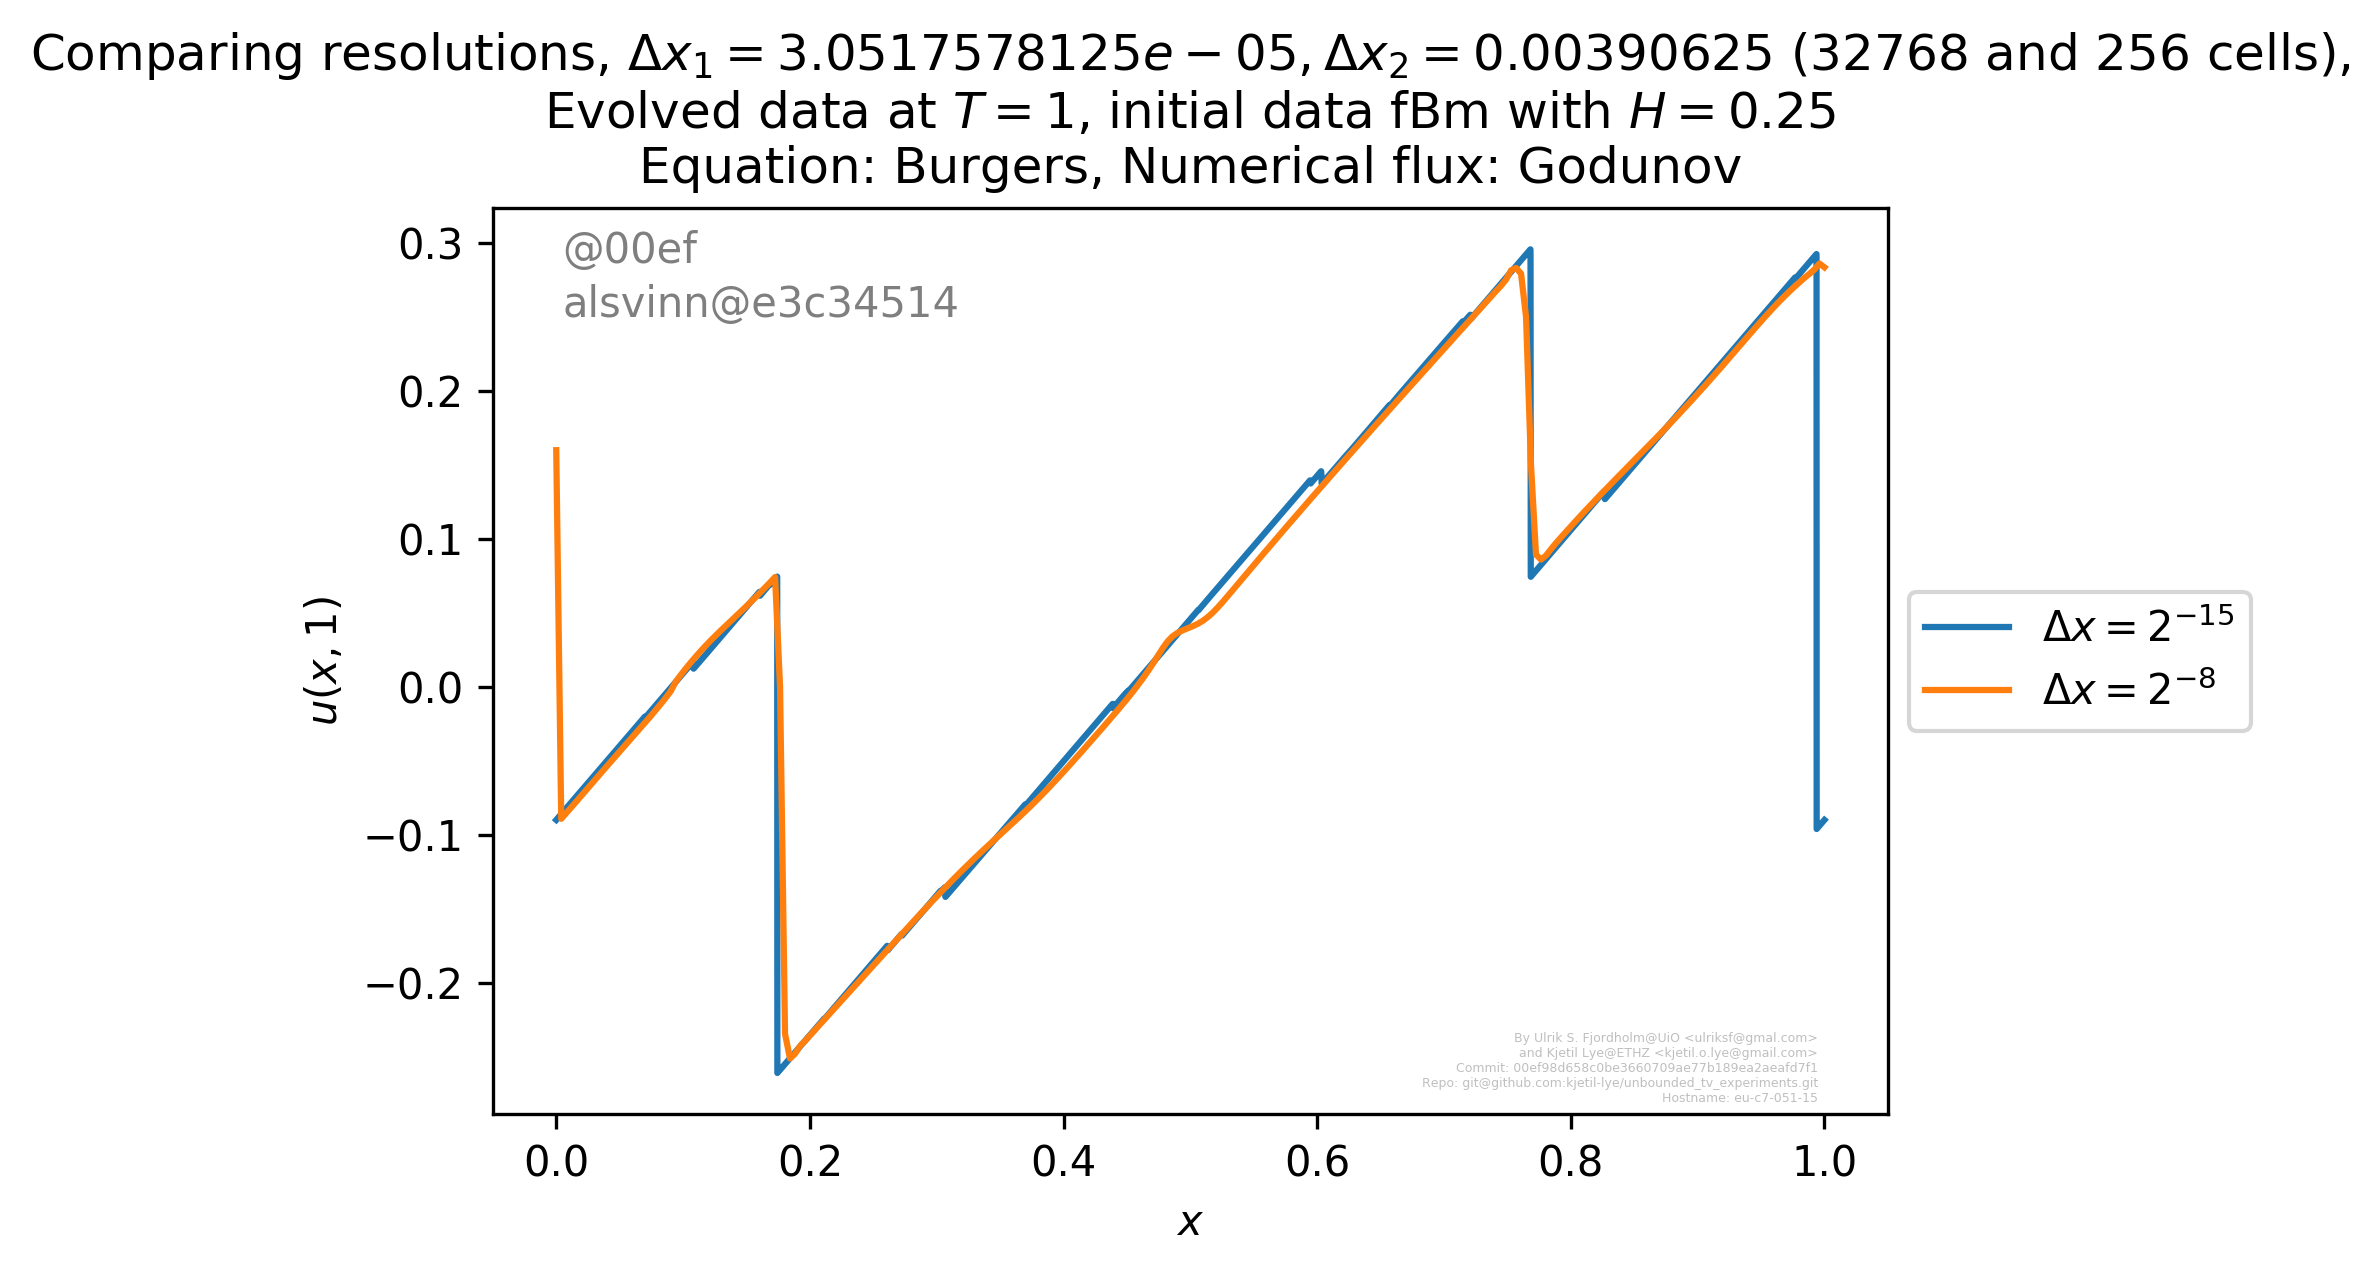 Comparing resolutions, Δx₁ = 3.0517578125e − 05, Δx₂ = 0.00390625 (32768 and 256 cells),
Evolved data at T = 1, initial data fBm with H = 0.25
Equation: Burgers, Numerical flux: Godunov
@00ef
alsvinn@e3c34514
0.3
0.2
0.1
0.0
−0.1
−0.2
u(x, 1)
Δx = 2⁻¹⁵
Δx = 2⁻⁸
By Ulrik S. Fjordholm@UiO <ulriksf@gmal.com>
and Kjetil Lye@ETHZ <kjetil.o.lye@gmail.com>
Commit: 00ef98d658c0be3660709ae77b189ea2aeafd7f1
Repo: git@github.com:kjetil-lye/unbounded_tv_experiments.git
Hostname: eu-c7-051-15
0.0 0.2 0.4 0.6 0.8 1.0
x